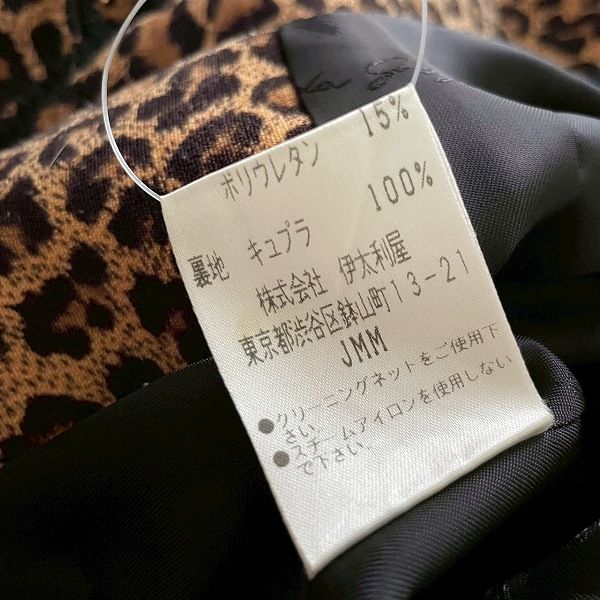 ポリウレタン 15%
裏地 キュプラ 100%
株式会社 伊太利屋
東京都渋谷区鉢山町13-21
JMM
●クリーニングネットをご使用下
さい。
●スチームアイロンを使用しない
で下さい。